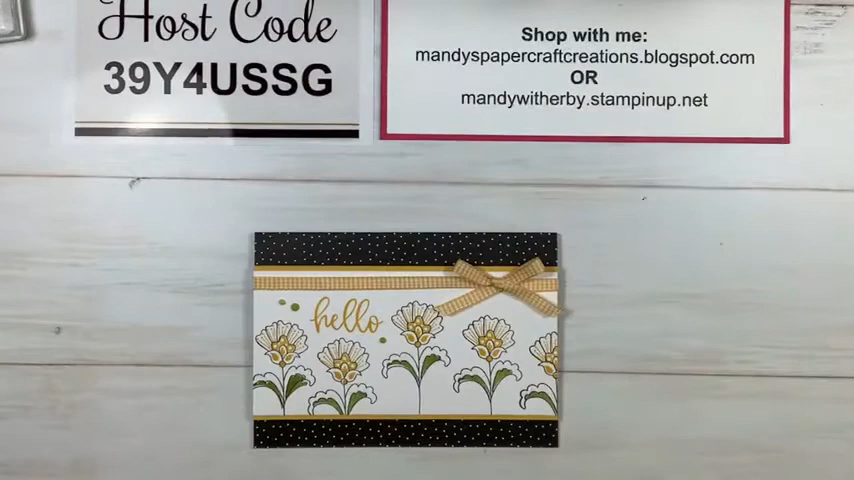 Host Code
39Y4USSG
Shop with me:
mandyspapercraftcreations.blogspot.com
OR
mandywitherby.stampinup.net
hello